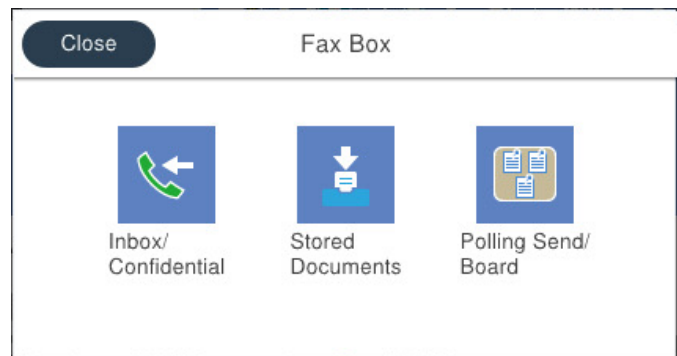 Close
Fax Box
Inbox/
Confidential
Stored
Documents
Polling Send/
Board